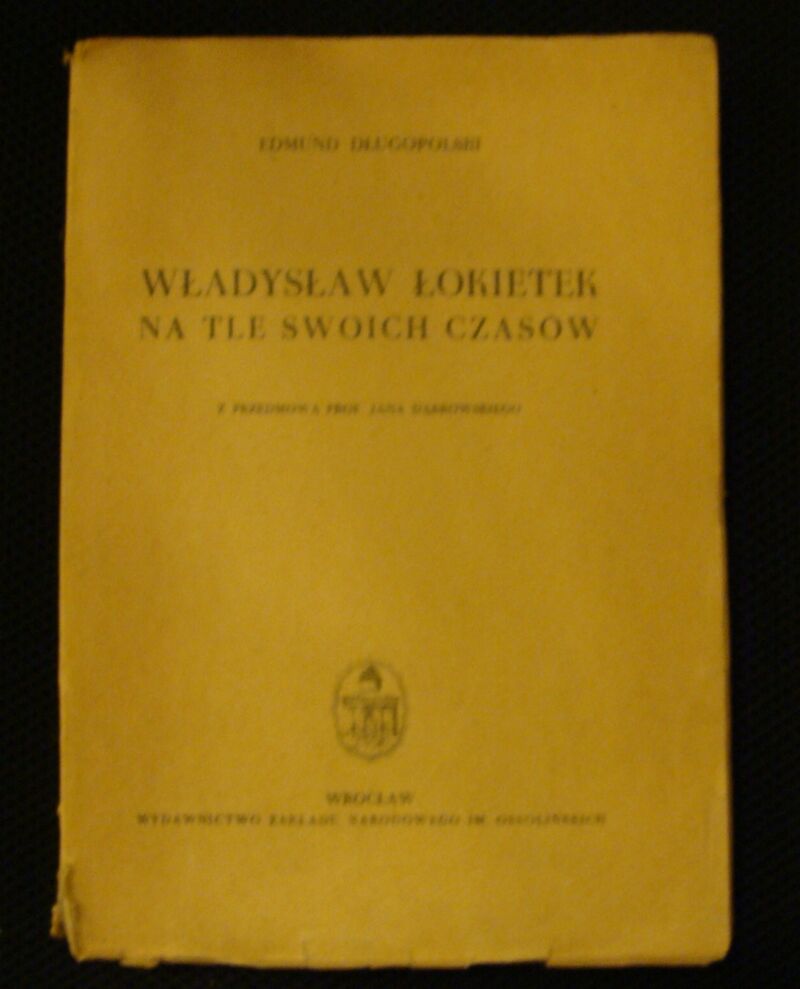 EDMUND DŁUGOPOLSKI
WŁADYSŁAW ŁOKIETEK
NA TLE SWOICH CZASÓW
Z PRZEDMOWĄ PROF. JANA DĄBROWSKIEGO
WROCŁAW
WYDAWNICTWO ZAKŁADU NARODOWEGO IM. OSSOLIŃSKICH